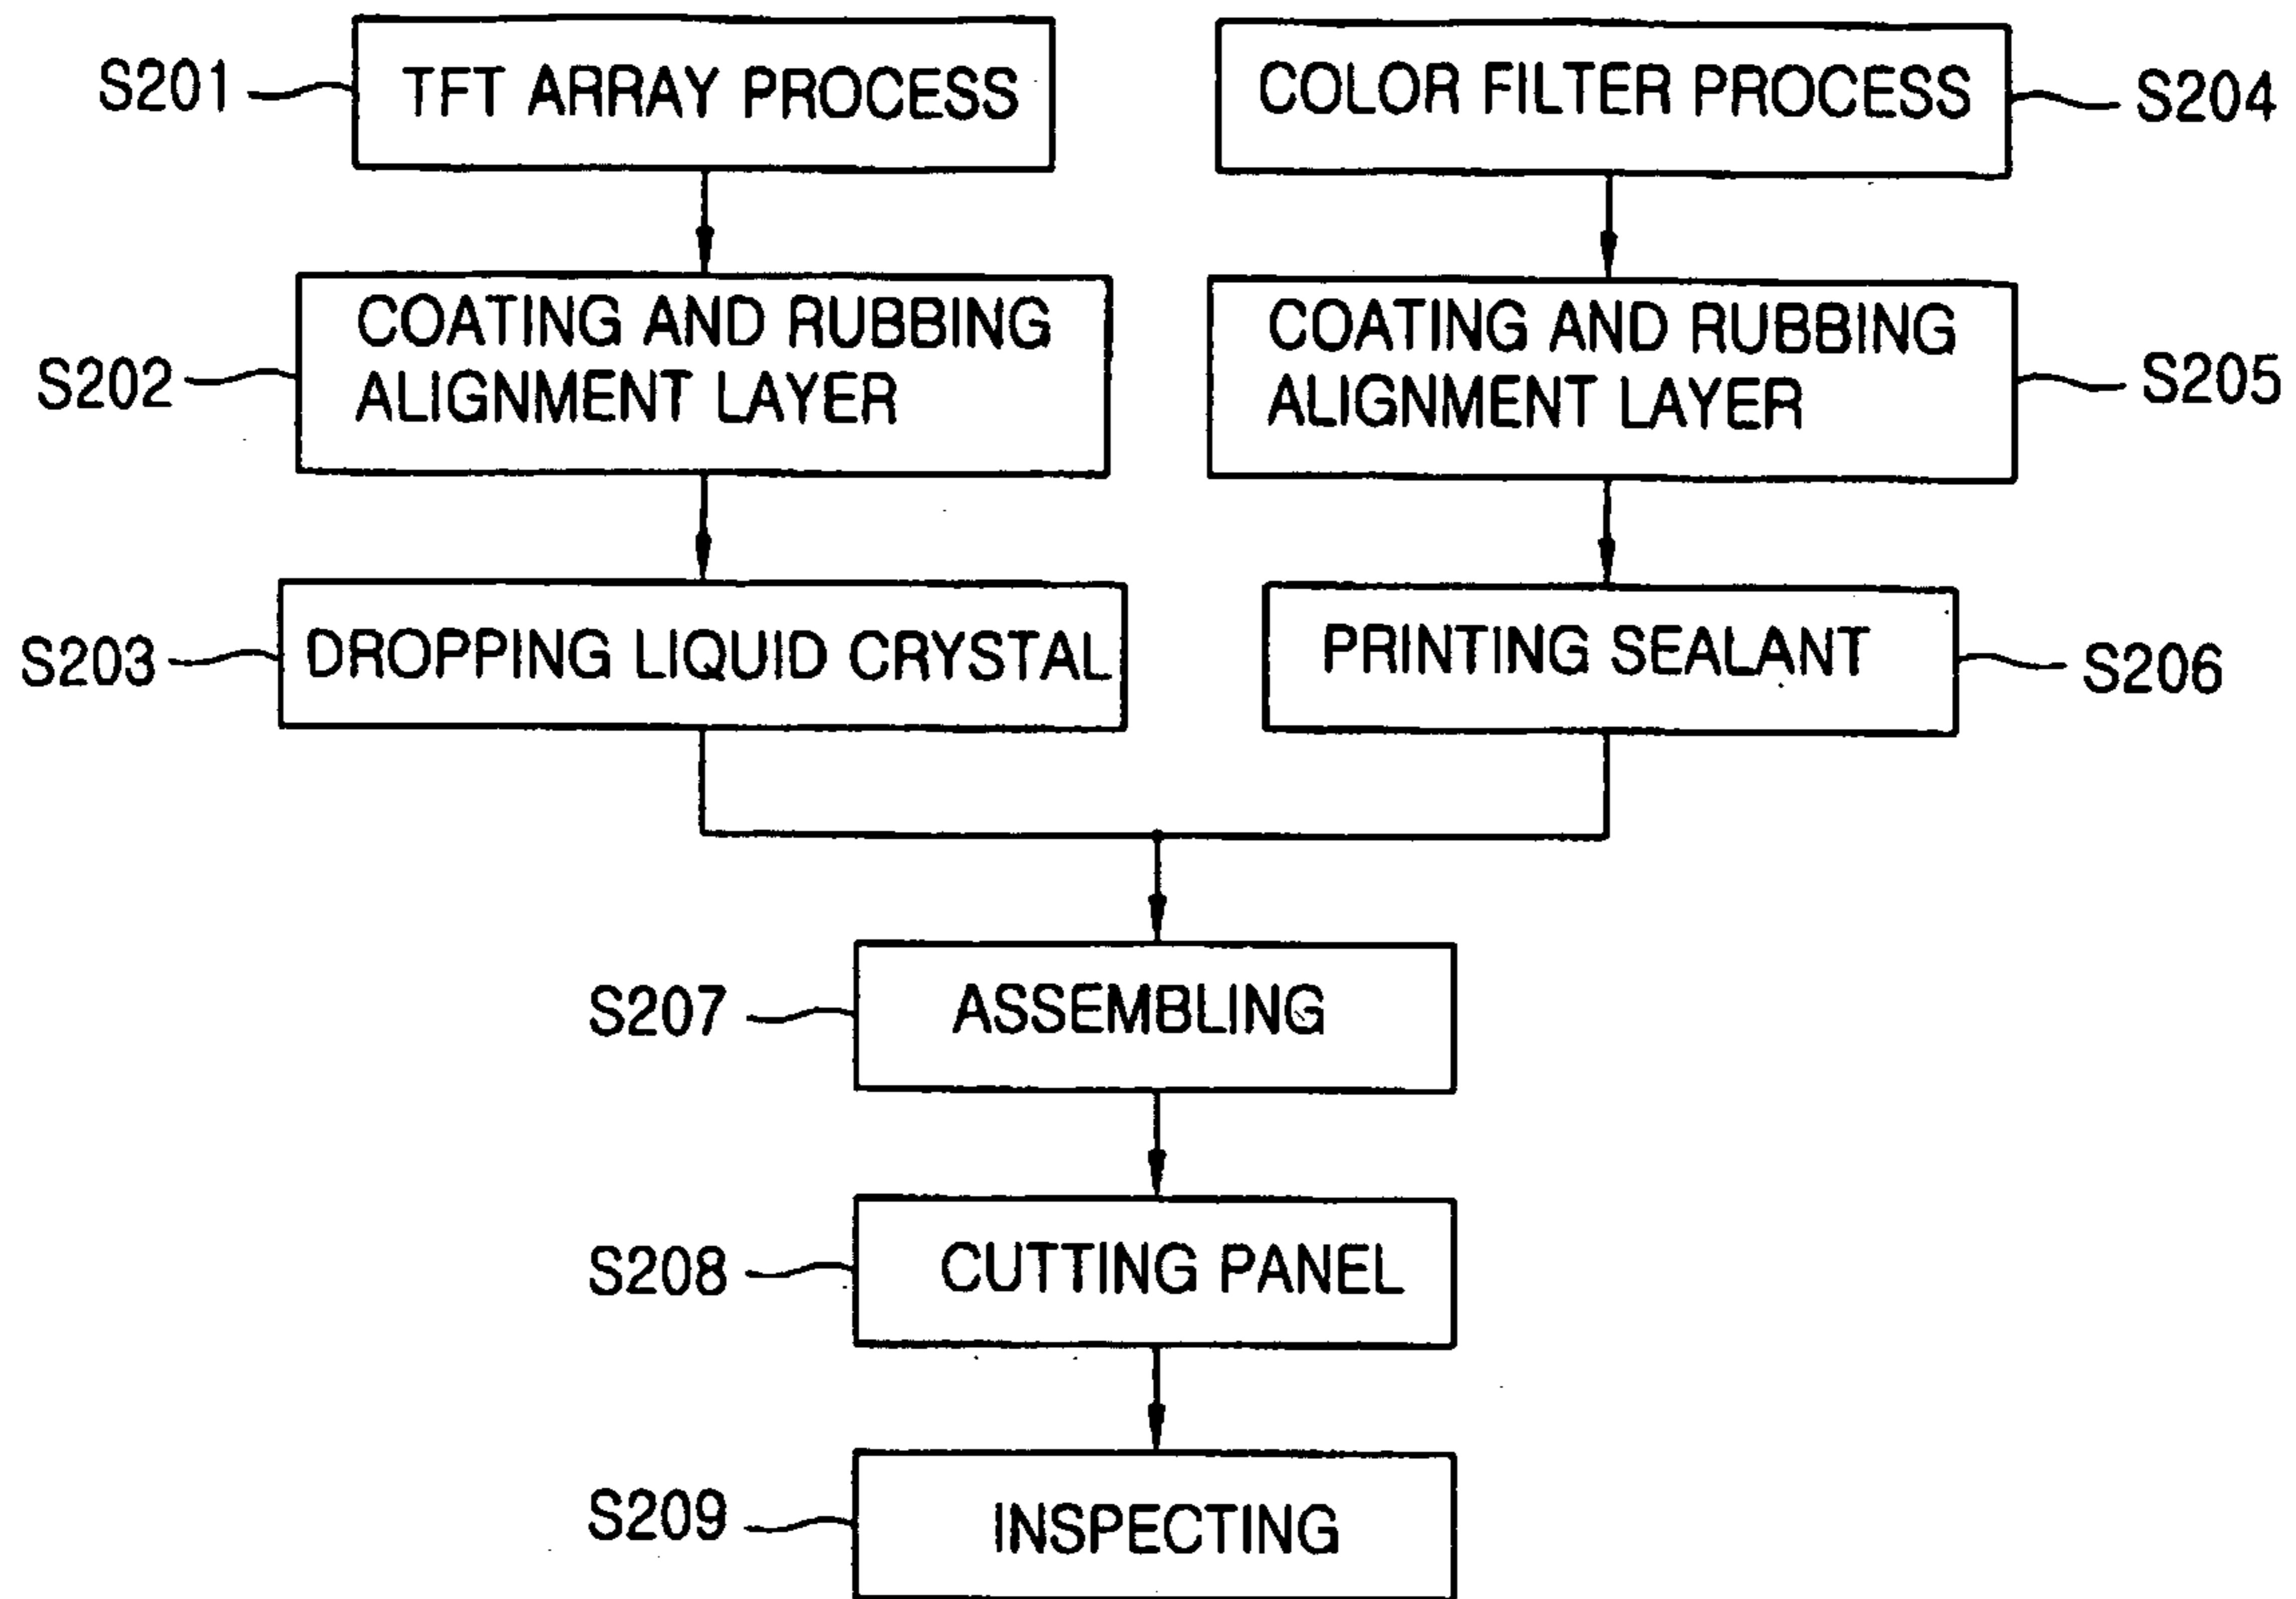 S201
TFT ARRAY PROCESS
COLOR FILTER PROCESS
S204
S202
COATING AND RUBBING
ALIGNMENT LAYER
COATING AND RUBBING
ALIGNMENT LAYER
S205
S203
DROPPING LIQUID CRYSTAL
PRINTING SEALANT
S206
S207
ASSEMBLING
S208
CUTTING PANEL
S209
INSPECTING